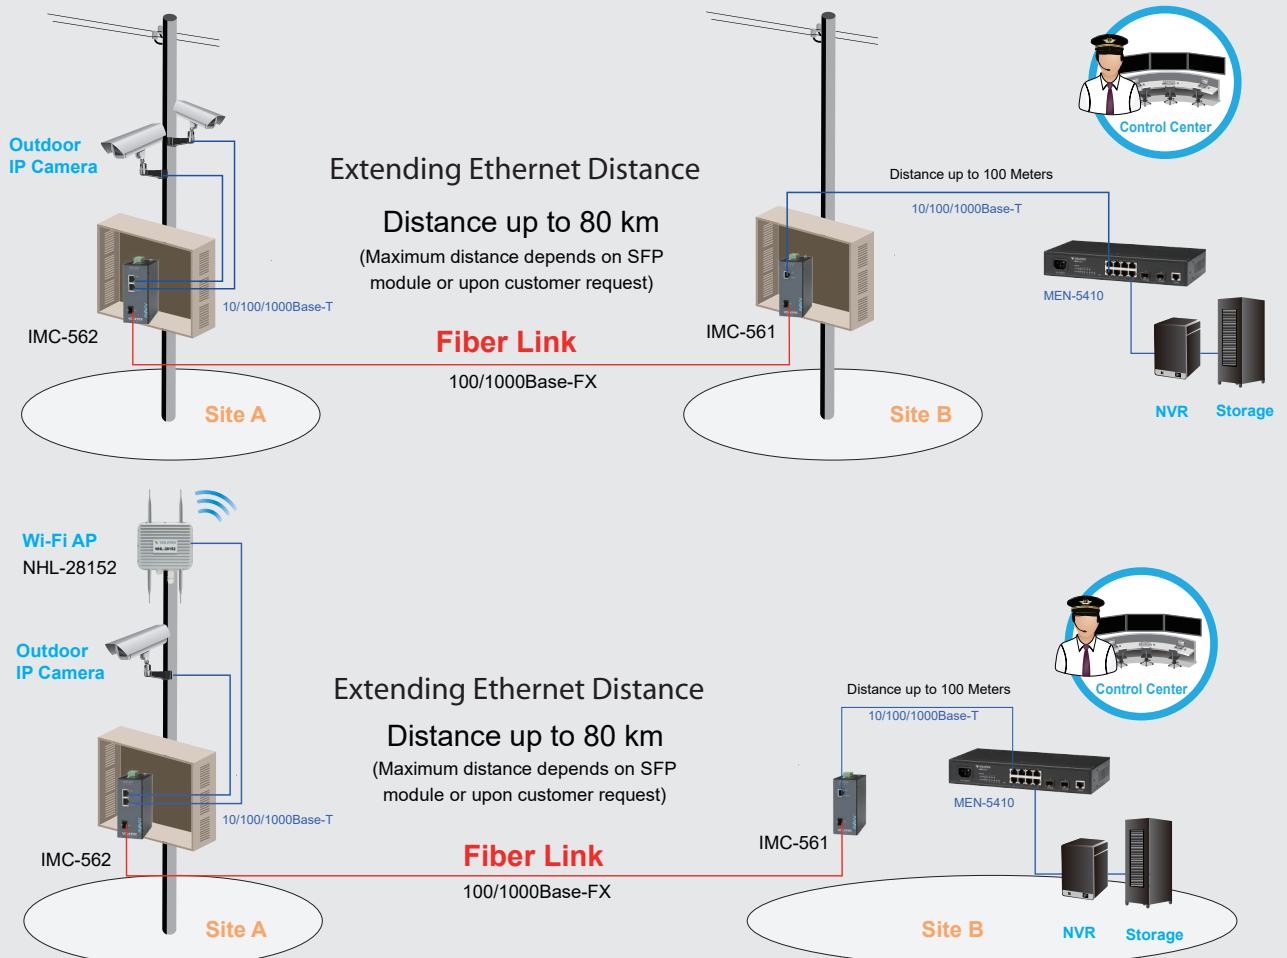 Control Center
Outdoor
IP Camera
Extending Ethernet Distance
Distance up to 100 Meters
Distance up to 80 km
10/100/1000Base-T
(Maximum distance depends on SFP
module or upon customer request)
10/100/1000Base-T
MEN-5410
IMC-562
Fiber Link
IMC-561
100/1000Base-FX
Site A
Site B
NVR
Storage
Wi-Fi AP
NHL-28152
NHL-28152
Outdoor
IP Camera
Control Center
Extending Ethernet Distance
Distance up to 100 Meters
10/100/1000Base-T
Distance up to 80 km
(Maximum distance depends on SFP
module or upon customer request)
MEN-5410
10/100/1000Base-T
IMC-562
Fiber Link
IMC-561
100/1000Base-FX
Site A
Site B
NVR
Storage